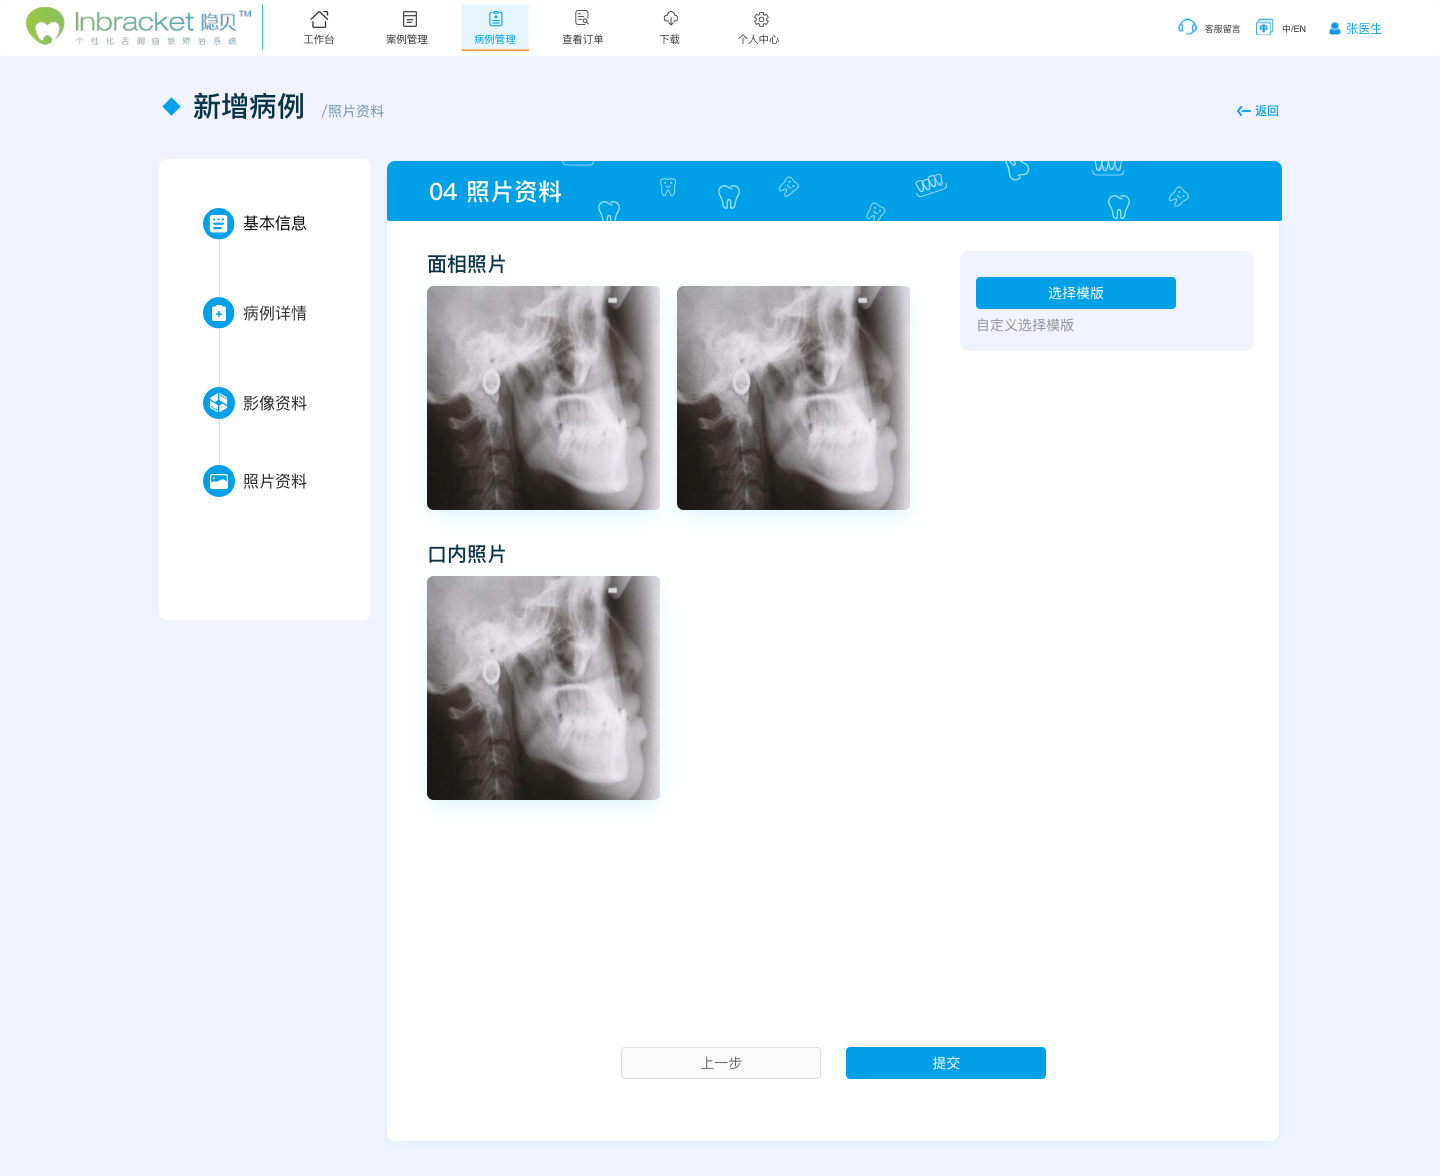 Inbracket 隐贝™
个性化舌侧自锁矫治系统
工作台
案例管理
病例管理
查看订单
下载
个人中心
客服留言
中
中/EN
张医生
新增病例 /照片资料
返回
基本信息
病例详情
影像资料
照片资料
04 照片资料
面相照片
选择模版
自定义选择模版
口内照片
上一步
提交